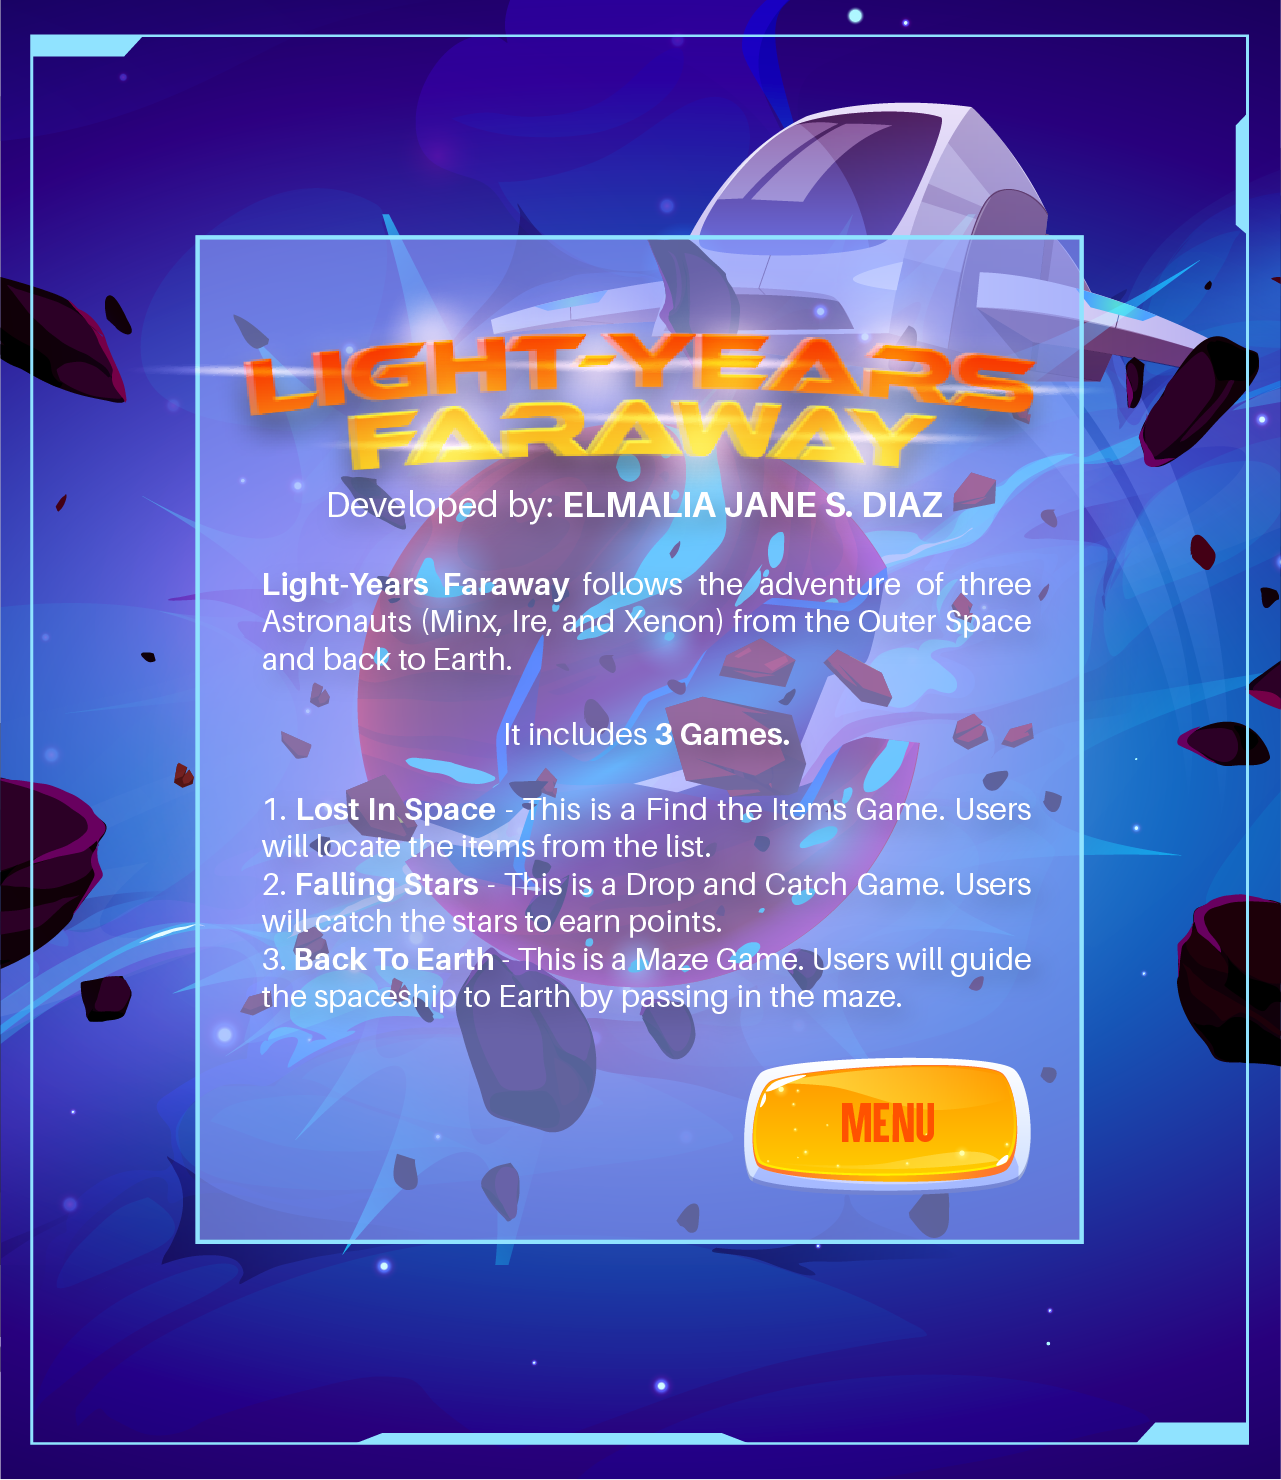 LIGHT-YEARS
FARAWAY
Developed by: ELMALIA JANE S. DIAZ
Light-Years Faraway follows the adventure of three
Astronauts (Minx, Ire, and Xenon) from the Outer Space
and back to Earth.
It includes 3 Games.
1. Lost In Space - This is a Find the Items Game. Users
will locate the items from the list.
2. Falling Stars - This is a Drop and Catch Game. Users
will catch the stars to earn points.
3. Back To Earth - This is a Maze Game. Users will guide
the spaceship to Earth by passing in the maze.
MENU